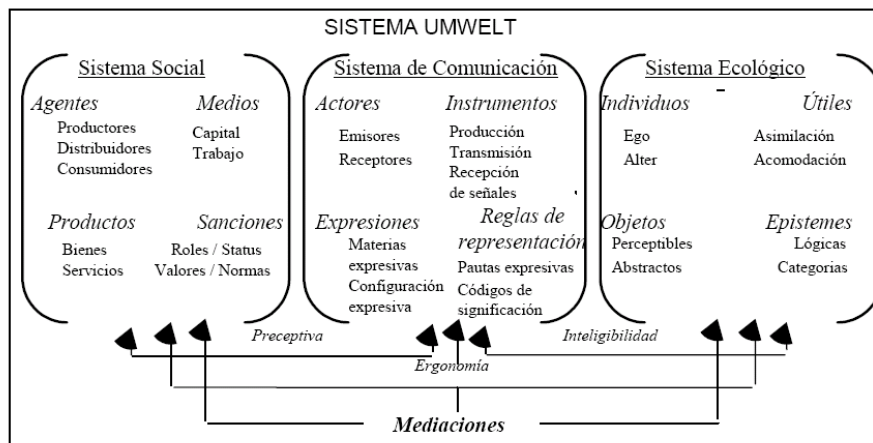 SISTEMA UMWELT
Sistema Social
Agentes
Medios
Productores
Distribuidores
Consumidores
Capital
Trabajo
Productos
Sanciones
Bienes
Servicios
Roles / Status
Valores / Normas
Sistema de Comunicación
Actores
Instrumentos
Emisores
Receptores
Producción
Transmisión
Recepción
de señales
Expresiones
Reglas de
representación
Materias
expresivas
Configuración
expresiva
Pautas expresivas
Códigos de
significación
Sistema Ecológico
Individuos
Útiles
Ego
Alter
Asimilación
Acomodación
Objetos
Epistemes
Perceptibles
Abstractos
Lógicas
Categorias
Preceptiva
Inteligibilidad
Ergonomía
Mediaciones